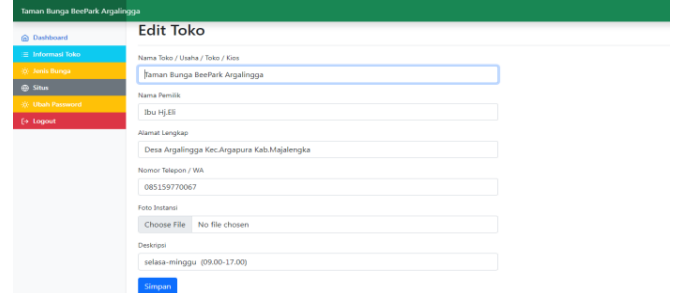 Taman Bunga BeePark Argalingga
Dashboard
Informasi Toko
Jenis Bunga
Situs
Ubah Password
Logout
Edit Toko
Nama Toko / Usaha / Toko / Kios
Taman Bunga BeePark Argalingga
Nama Pemilik
Ibu Hj.Eli
Alamat Lengkap
Desa Argalingga Kec.Argapura Kab.Majalengka
Nomor Telepon / WA
085159770067
Foto Instansi
Choose File No file chosen
Deskripsi
selasa-minggu (09.00-17.00)
Simpan